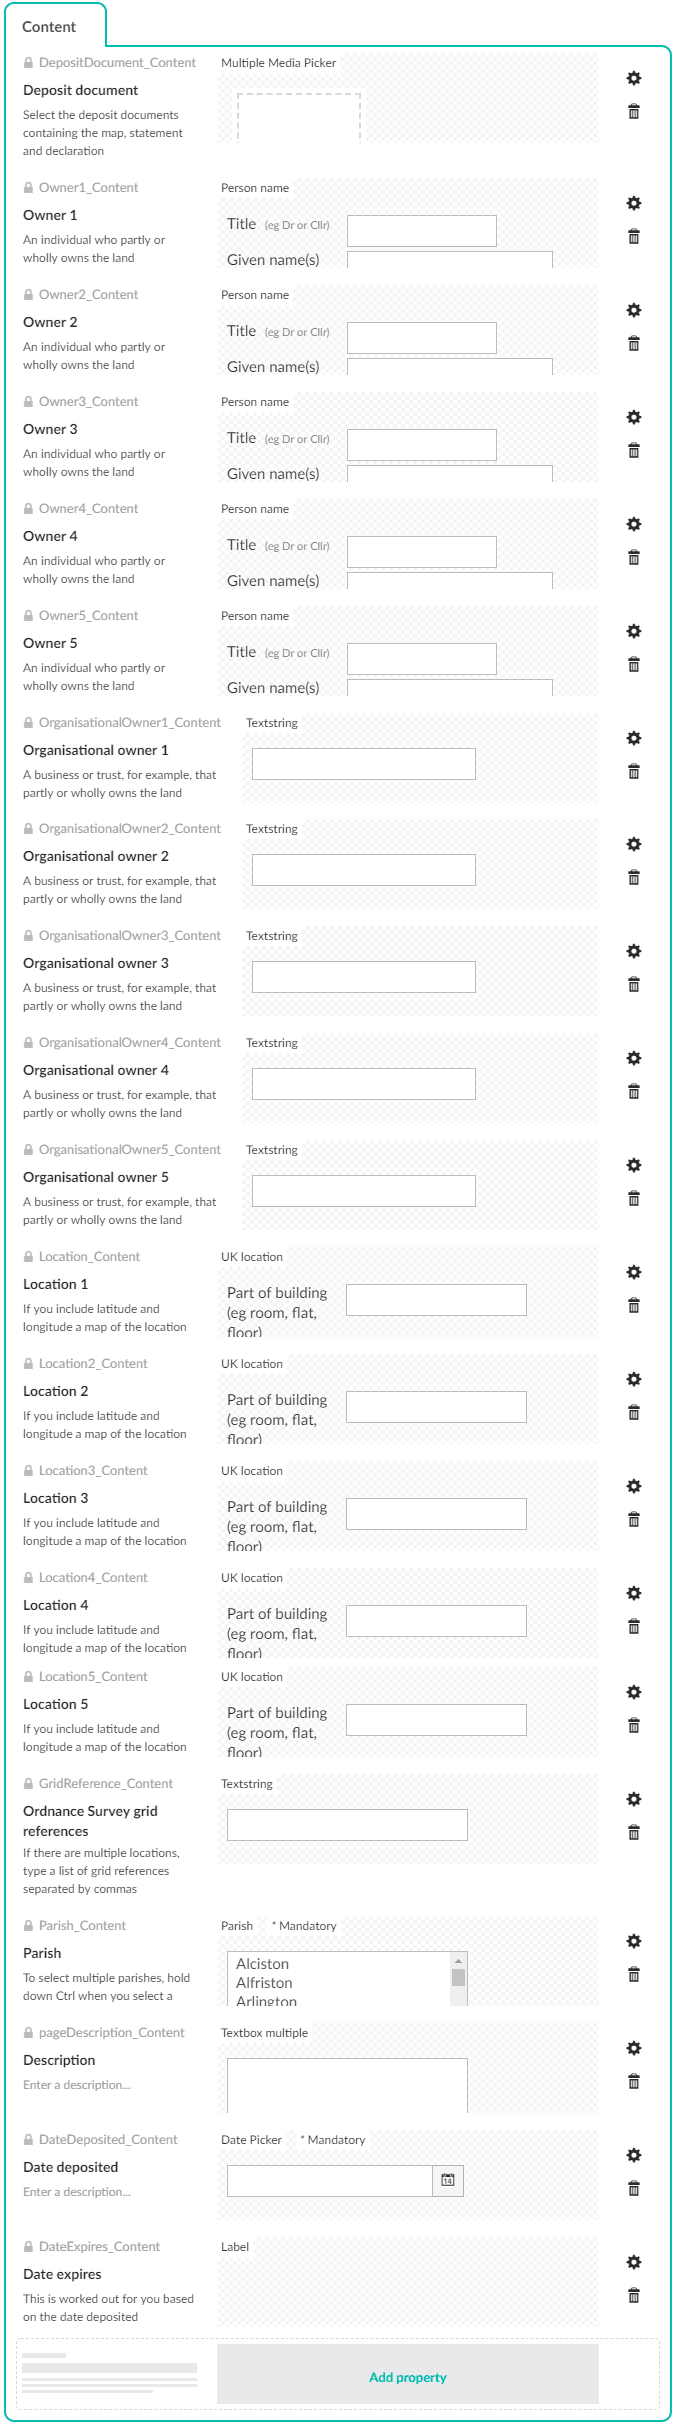 Content
DepositDocument_Content
Multiple Media Picker
Deposit document
Select the deposit documents
containing the map, statement
and declaration
Owner1_Content
Person name
Owner 1
Title (eg Dr or Cllr)
An individual who partly or
wholly owns the land
Given name(s)
Owner2_Content
Person name
Owner 2
Title (eg Dr or Cllr)
An individual who partly or
wholly owns the land
Given name(s)
Owner3_Content
Person name
Owner 3
Title (eg Dr or Cllr)
An individual who partly or
wholly owns the land
Given name(s)
Owner4_Content
Person name
Owner 4
Title (eg Dr or Cllr)
An individual who partly or
wholly owns the land
Given name(s)
Owner5_Content
Person name
Owner 5
Title (eg Dr or Cllr)
An individual who partly or
wholly owns the land
Given name(s)
OrganisationalOwner1_Content
Textstring
Organisational owner 1
A business or trust, for example, that
partly or wholly owns the land
OrganisationalOwner2_Content
Textstring
Organisational owner 2
A business or trust, for example, that
partly or wholly owns the land
OrganisationalOwner3_Content
Textstring
Organisational owner 3
A business or trust, for example, that
partly or wholly owns the land
OrganisationalOwner4_Content
Textstring
Organisational owner 4
A business or trust, for example, that
partly or wholly owns the land
OrganisationalOwner5_Content
Textstring
Organisational owner 5
A business or trust, for example, that
partly or wholly owns the land
Location_Content
UK location
Location 1
If you include latitude and
longitude a map of the location
Part of building
(eg room, flat,
floor)
Location2_Content
UK location
Location 2
If you include latitude and
longitude a map of the location
Part of building
(eg room, flat,
floor)
Location3_Content
UK location
Location 3
If you include latitude and
longitude a map of the location
Part of building
(eg room, flat,
floor)
Location4_Content
UK location
Location 4
If you include latitude and
longitude a map of the location
Part of building
(eg room, flat,
floor)
Location5_Content
UK location
Location 5
If you include latitude and
longitude a map of the location
Part of building
(eg room, flat,
floor)
GridReference_Content
Textstring
Ordnance Survey grid
references
If there are multiple locations,
type a list of grid references
separated by commas
Parish_Content
Parish * Mandatory
Parish
To select multiple parishes, hold
down Ctrl when you select a
Alciston
Alfriston
Arlington
pageDescription_Content
Textbox multiple
Description
Enter a description...
DateDeposited_Content
Date Picker * Mandatory
Date deposited
Enter a description...
14
DateExpires_Content
Label
Date expires
This is worked out for you based
on the date deposited
Add property